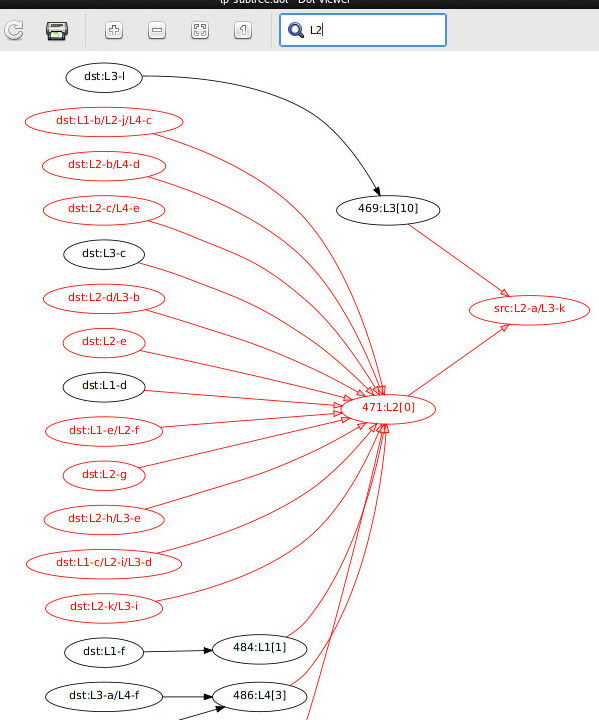 tp-subtree.dot - Dot Viewer
L2
dst:L3-l
dst:L1-b/L2-j/L4-c
dst:L2-b/L4-d
dst:L2-c/L4-e
469:L3[10]
dst:L3-c
dst:L2-d/L3-b
src:L2-a/L3-k
dst:L2-e
dst:L1-d
471:L2[0]
dst:L1-e/L2-f
dst:L2-g
dst:L2-h/L3-e
dst:L1-c/L2-i/L3-d
dst:L2-k/L3-i
dst:L1-f
484:L1[1]
dst:L3-a/L4-f
486:L4[3]